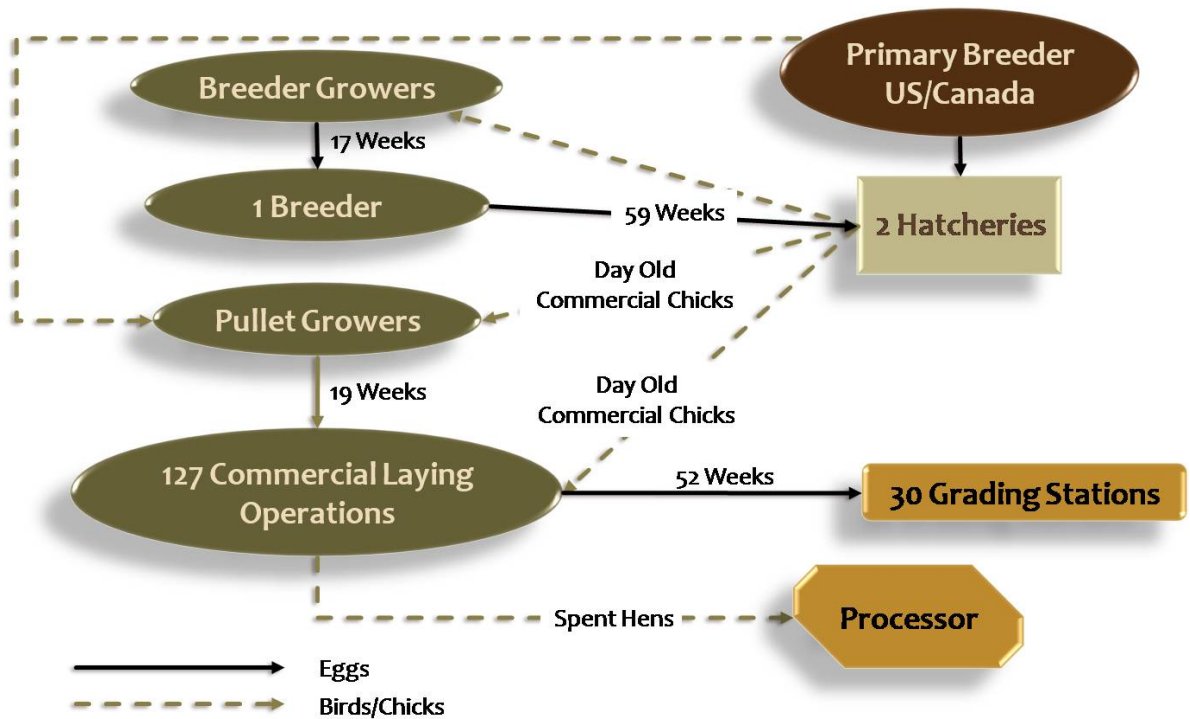 Primary Breeder
US/Canada
Breeder Growers
17 Weeks
1 Breeder
59 Weeks
2 Hatcheries
Day Old
Commercial Chicks
Pullet Growers
19 Weeks
Day Old
Commercial Chicks
127 Commercial Laying
Operations
52 Weeks
30 Grading Stations
Spent Hens
Processor
Eggs
Birds/Chicks